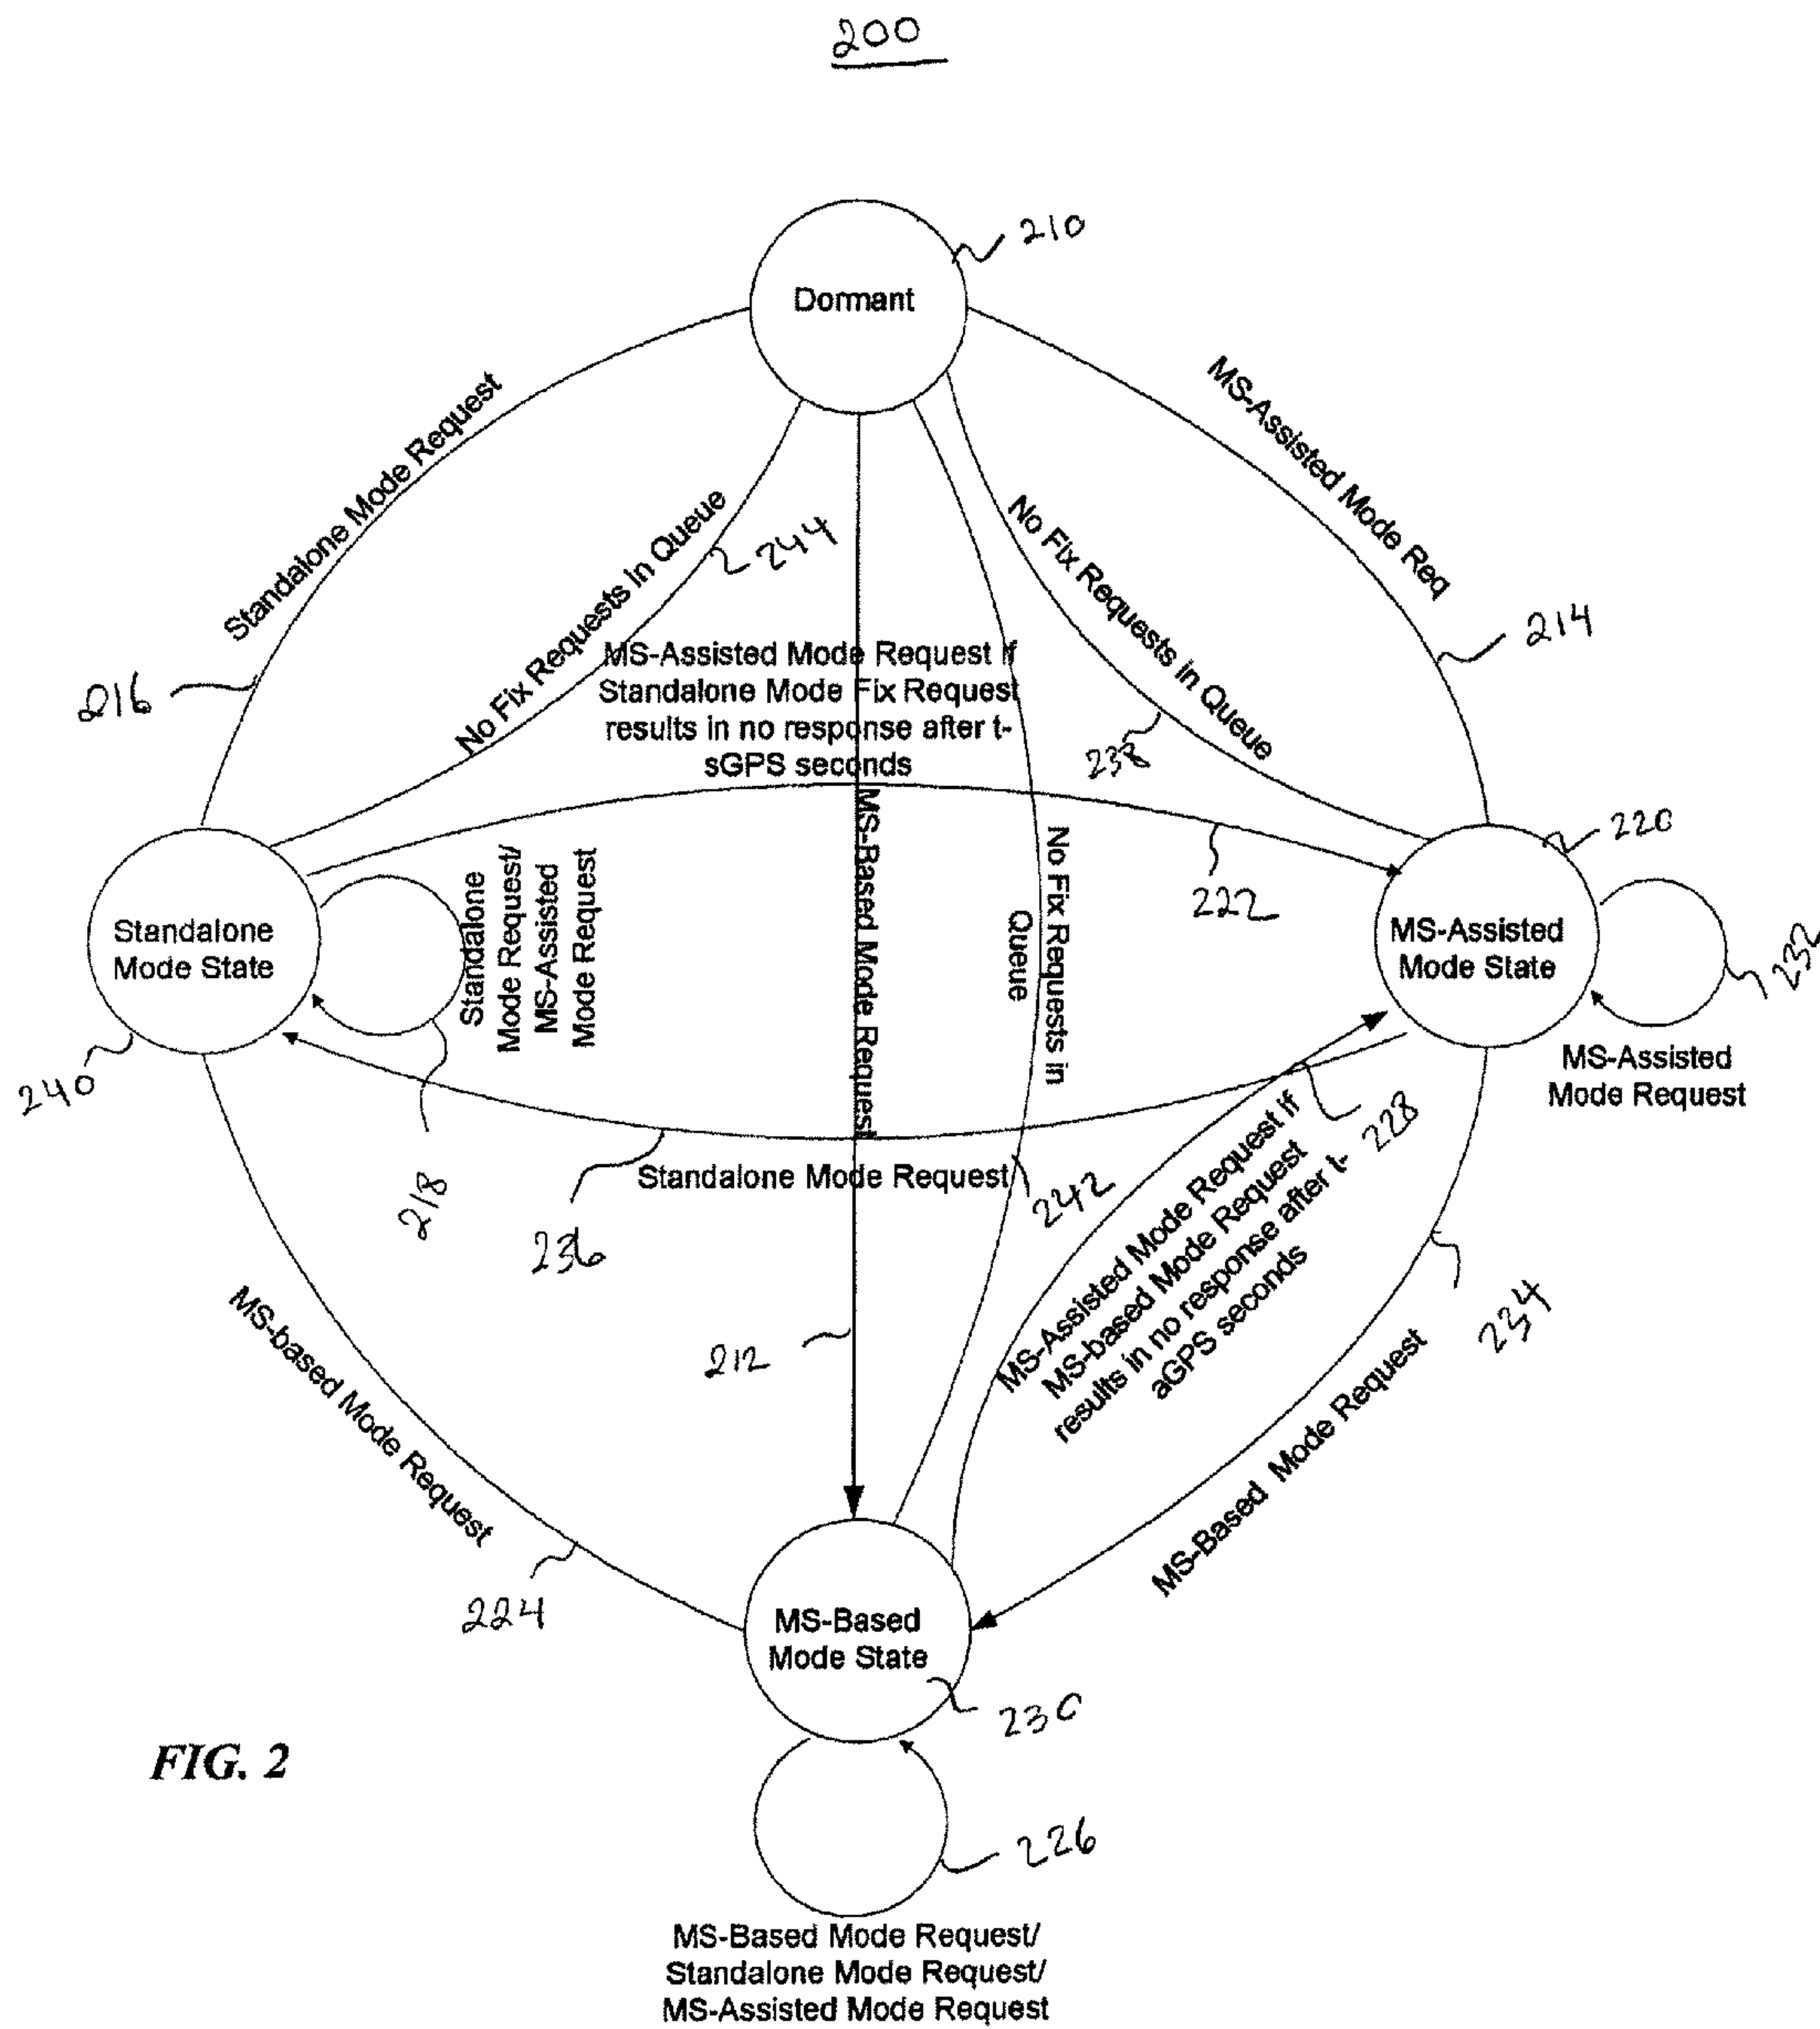 200
210
Dormant
Standalone Mode Request
MS-Assisted Mode Req
No Fix Requests in Queue
244
No Fix Requests in Queue
214
216
238
MS-Assisted Mode Request if
Standalone Mode Fix Request
results in no response after t-
sGPS seconds
MS-Based Mode Request
No Fix Requests in
Queue
222
220
Standalone
Mode State
240
Standalone
Mode Request/
MS-Assisted
Mode Request
218
MS-Assisted
Mode State
232
MS-Assisted
Mode Request
228
Standalone Mode Request
236
242
MS-Assisted Mode Request if
MS-based Mode Request
results in no response after t-
aGPS seconds
234
212
MS-based Mode Request
224
MS-Based Mode Request
MS-Based
Mode State
230
FIG. 2
226
MS-Based Mode Request/
Standalone Mode Request/
MS-Assisted Mode Request